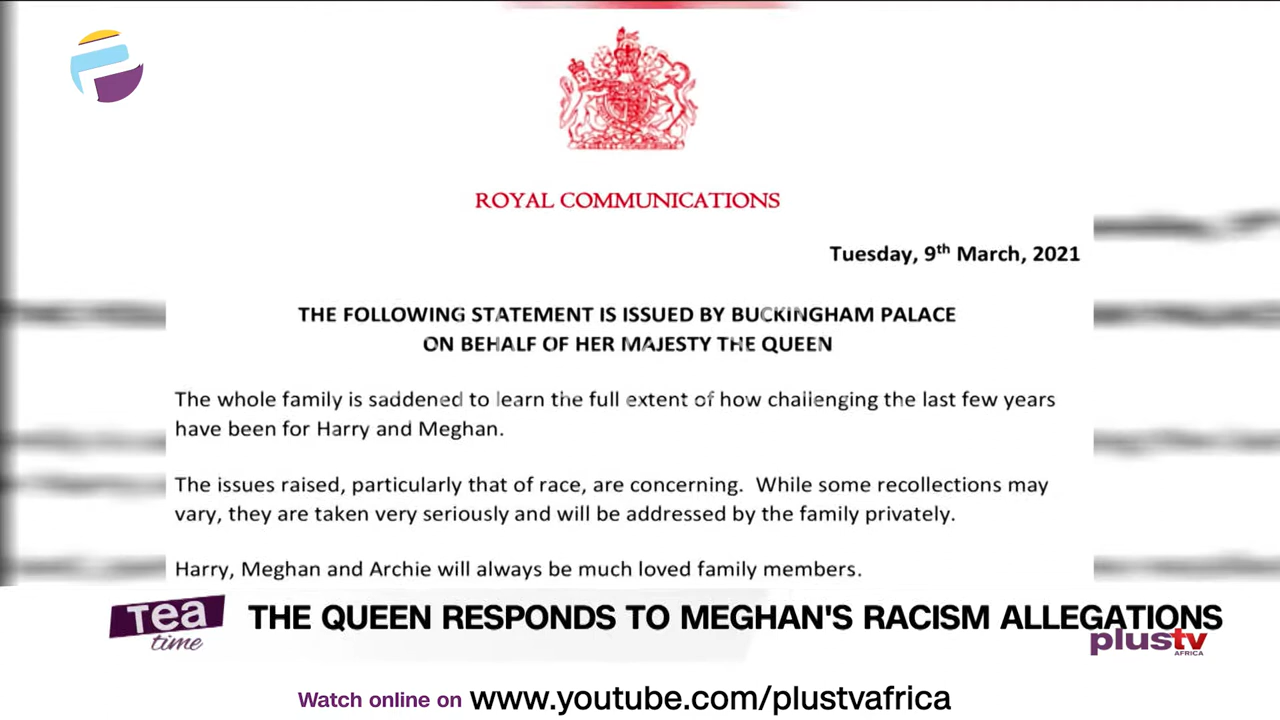 ROYAL COMMUNICATIONS
Tuesday, 9th March, 2021
THE FOLLOWING STATEMENT IS ISSUED BY BUCKINGHAM PALACE
ON BEHALF OF HER MAJESTY THE QUEEN
The whole family is saddened to learn the full extent of how challenging the last few years
have been for Harry and Meghan.
The issues raised, particularly that of race, are concerning.  While some recollections may
vary, they are taken very seriously and will be addressed by the family privately.
Harry, Meghan and Archie will always be much loved family members.
Tea
time
THE QUEEN RESPONDS TO MEGHAN'S RACISM ALLEGATIONS
plustv
AFRICA
Watch online on www.youtube.com/plustvafrica